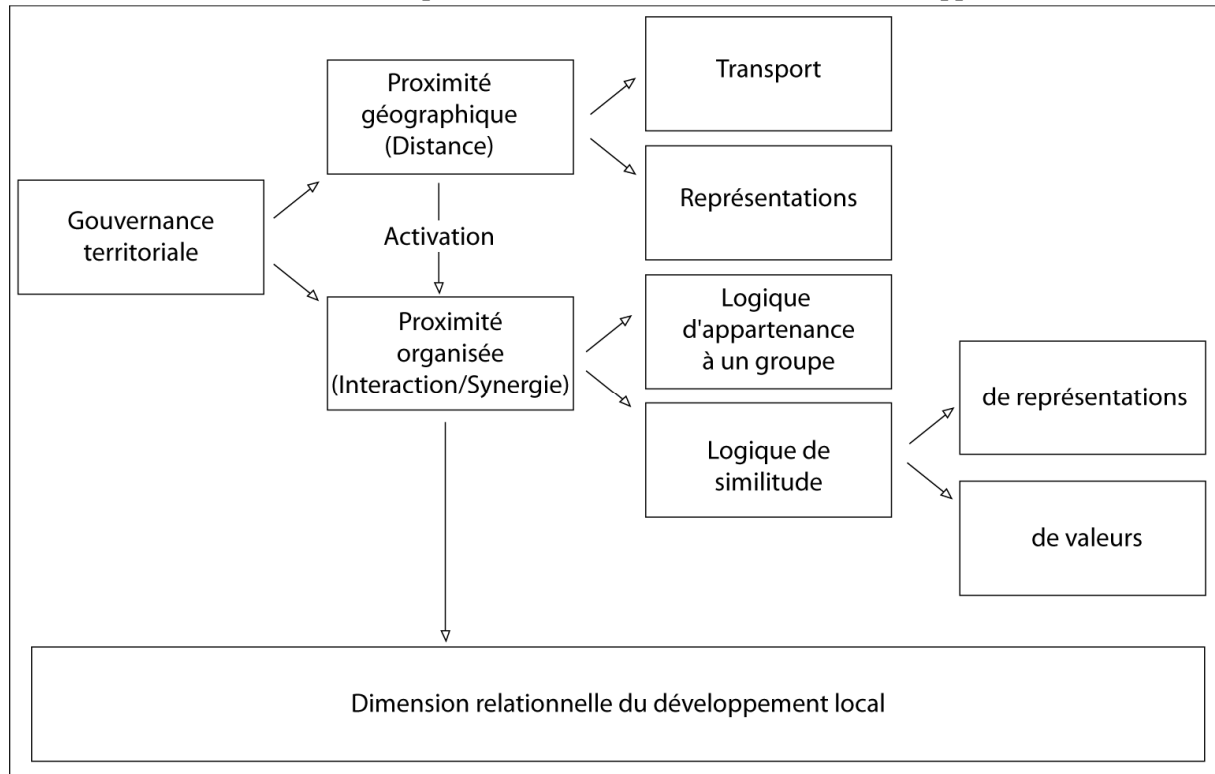 Transport
Proximité
géographique
(Distance)
Représentations
Gouvernance
territoriale
Activation
Logique
d'appartenance
à un groupe
Proximité
organisée
(Interaction/Synergie)
de représentations
Logique de
similitude
de valeurs
Dimension relationnelle du développement local